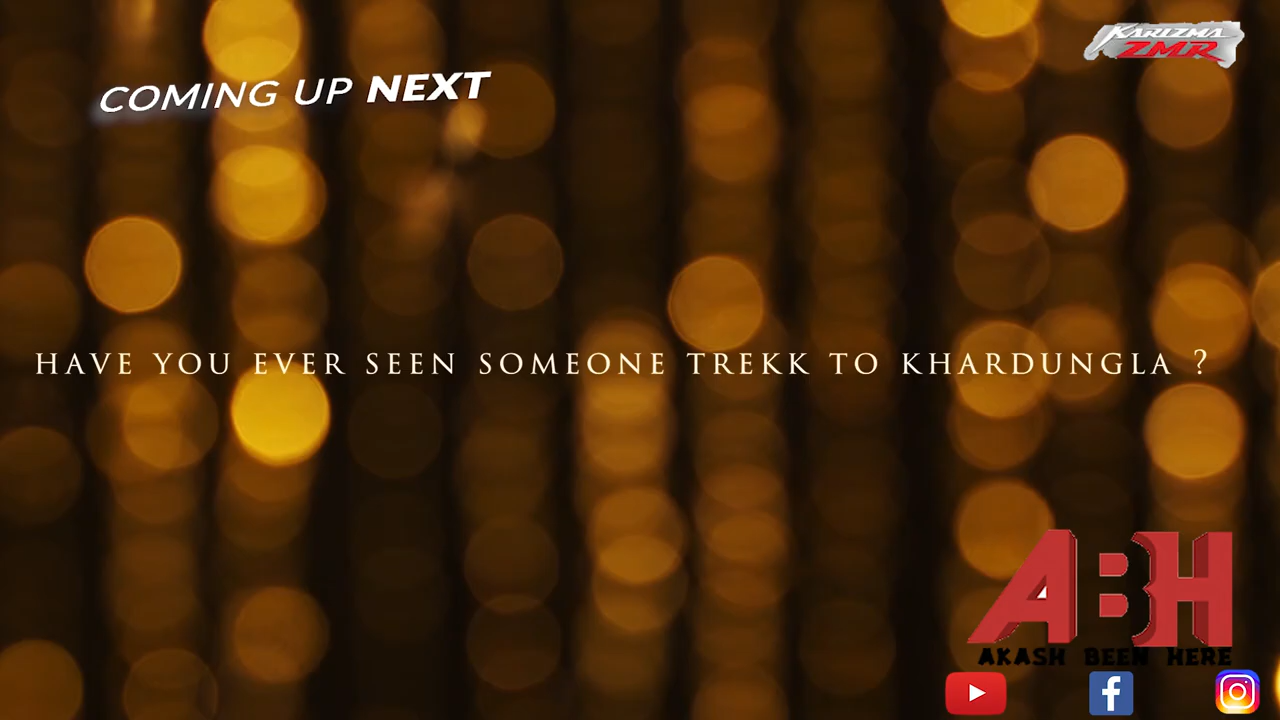 COMING UP NEXT
KARIZMA
ZMR
HAVE YOU EVER SEEN SOMEONE TREKK TO KHARDUNGLA ?
ABH
AKASH BEEN HERE